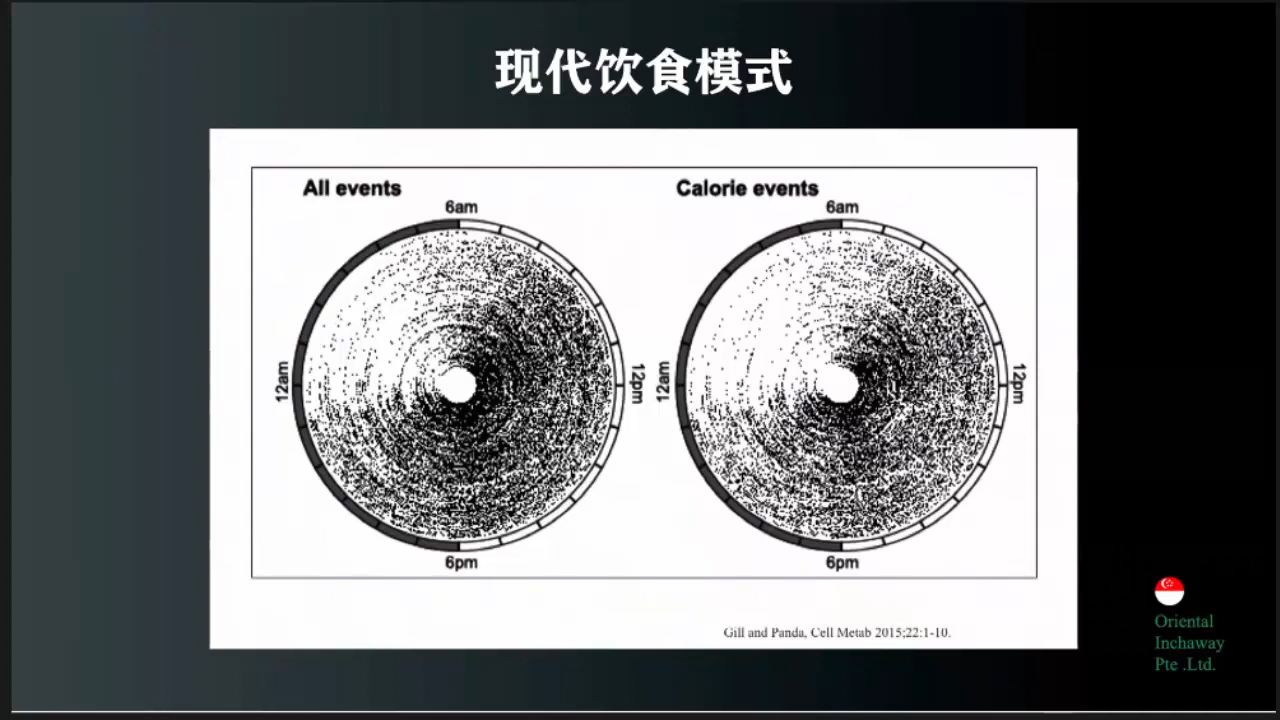 现代饮食模式
All events
Calorie events
6am
6am
12am
12pm
12am
12pm
6pm
6pm
Gill and Panda, Cell Metab 2015;22:1-10.
Oriental
Inchaway
Pte .Ltd.